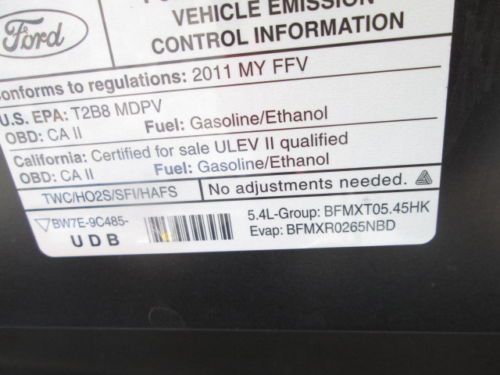 Ford
VEHICLE EMISSION
CONTROL INFORMATION
onforms to regulations: 2011 MY FFV
U.S. EPA: T2B8 MDPV
OBD: CA II Fuel: Gasoline/Ethanol
California: Certified for sale ULEV II qualified
OBD: CA II Fuel: Gasoline/Ethanol
TWC/HO2S/SFI/HAFS No adjustments needed.
BW7E-9C485- 5.4L-Group: BFMXT05.45HK
UDB Evap: BFMXR0265NBD